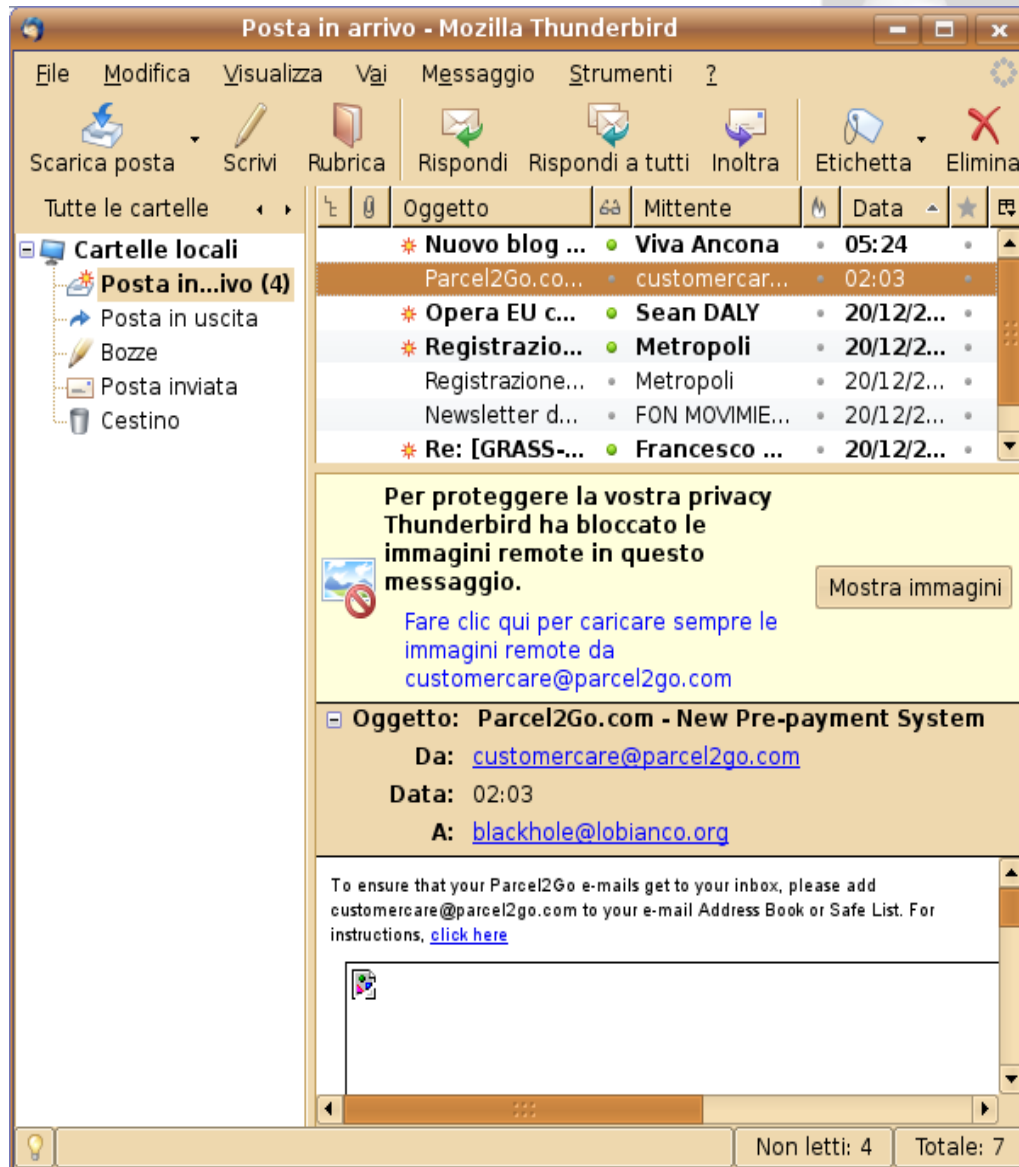 Posta in arrivo - Mozilla Thunderbird
File Modifica Visualizza Vai Messaggio Strumenti ?
Scarica posta Scrivi Rubrica Rispondi Rispondi a tutti Inoltra Etichetta Elimina
Tutte le cartelle
Cartelle locali
Posta in...ivo (4)
Posta in uscita
Bozze
Posta inviata
Cestino
Oggetto Mittente Data
Nuovo blog ... Viva Ancona 05:24
Parcel2Go.co... customercar... 02:03
Opera EU c... Sean DALY 20/12/2...
Registrazio... Metropoli 20/12/2...
Registrazione... Metropoli 20/12/2...
Newsletter d... FON MOVIMIE... 20/12/2...
Re: [GRASS-... Francesco ... 20/12/2...
Per proteggere la vostra privacy
Thunderbird ha bloccato le
immagini remote in questo
messaggio.
Mostra immagini
Fare clic qui per caricare sempre le
immagini remote da
customercare@parcel2go.com
Oggetto: Parcel2Go.com - New Pre-payment System
Da: customercare@parcel2go.com
Data: 02:03
A: blackhole@lobianco.org
To ensure that your Parcel2Go e-mails get to your inbox, please add
customercare@parcel2go.com to your e-mail Address Book or Safe List. For
instructions, click here
Non letti: 4 Totale: 7